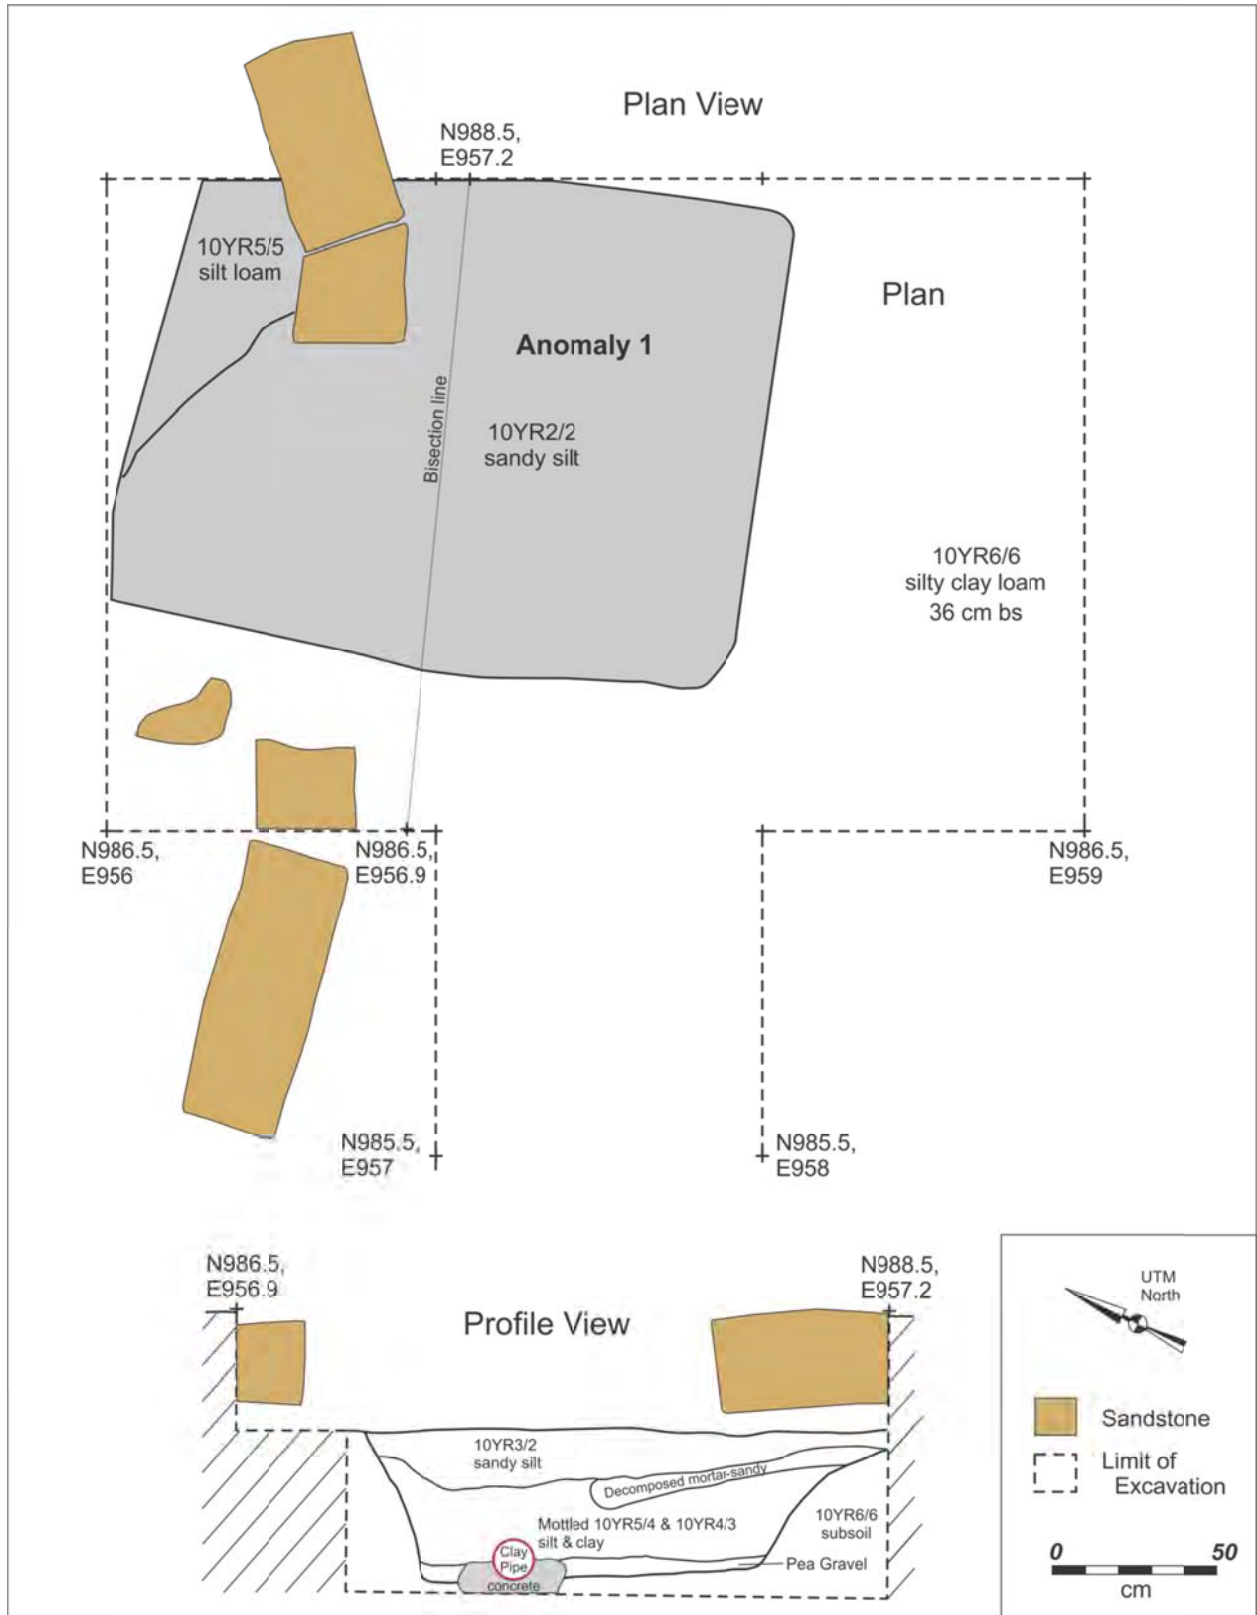 Plan View
N988.5,
E957.2
10YR5/5
silt loam
Plan
Anomaly 1
Bisection line
10YR2/2
sandy silt
10YR6/6
silty clay loam
36 cm bs
N986.5,
E956
N986.5,
E956.9
N986.5,
E959
N985.5,
E957
N985.5,
E958
N986.5,
E956.9
N988.5,
E957.2
Profile View
10YR3/2
sandy silt
Decomposed mortar-sandy
Mottled 10YR5/4 & 10YR4/3
silt & clay
10YR6/6
subsoil
Clay
Pipe
concrete
Pea Gravel
UTM
North
Sandstone
Limit of
Excavation
0 50
cm